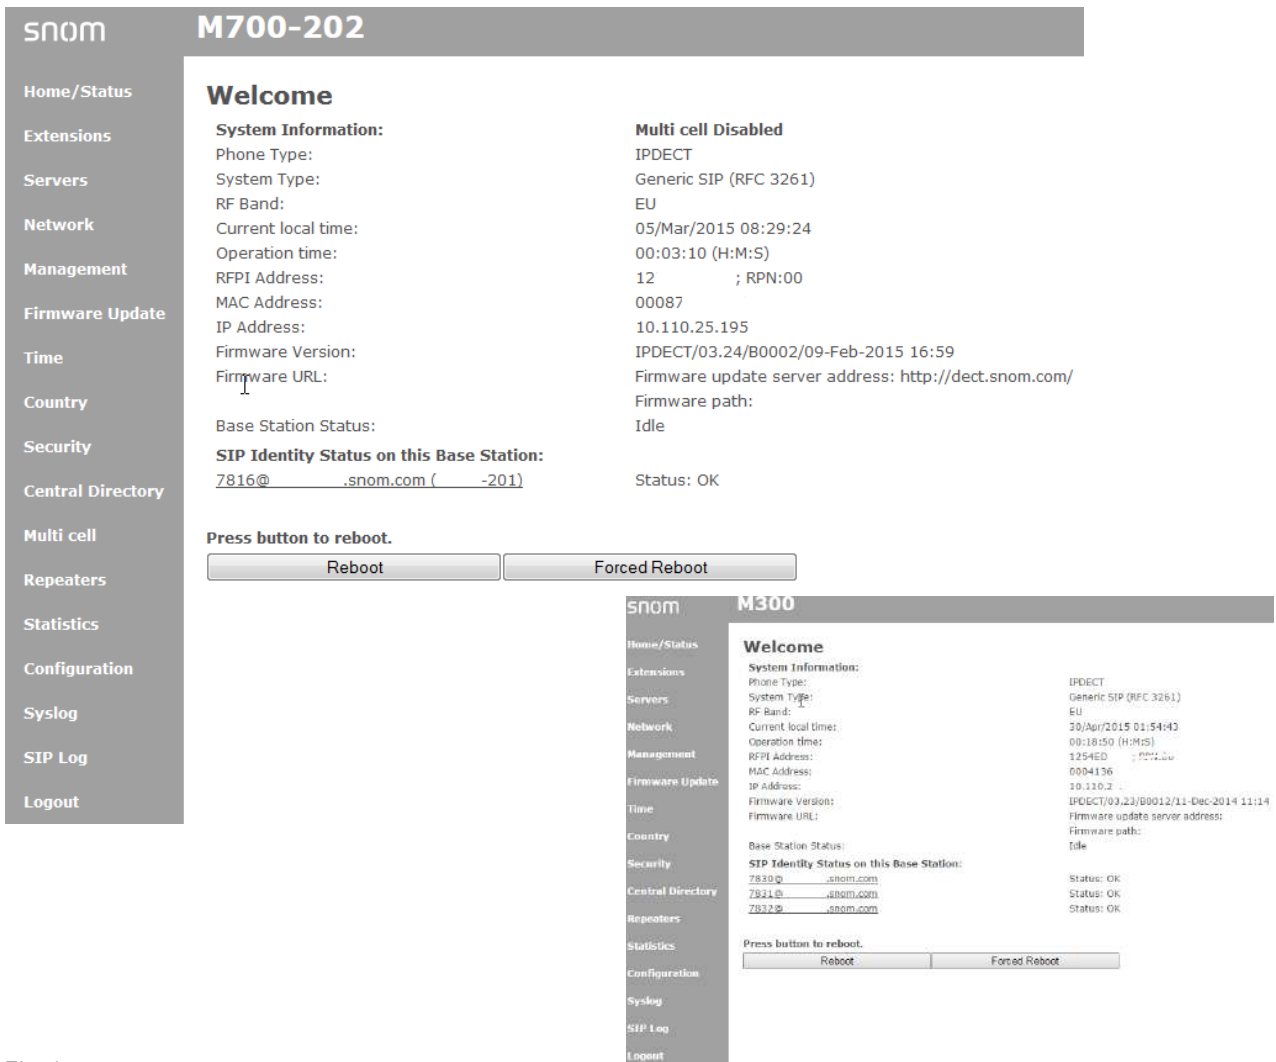 snom
M700-202
Home/Status
Extensions
Servers
Network
Management
Firmware Update
Time
Country
Security
Central Directory
Multi cell
Repeaters
Statistics
Configuration
Syslog
SIP Log
Logout
Welcome
System Information: Multi cell Disabled
Phone Type: IPDECT
System Type: Generic SIP (RFC 3261)
RF Band: EU
Current local time: 05/Mar/2015 08:29:24
Operation time: 00:03:10 (H:M:S)
RFPI Address: 12 ; RPN:00
MAC Address: 00087
IP Address: 10.110.25.195
Firmware Version: IPDECT/03.24/B0002/09-Feb-2015 16:59
Firmware URL: Firmware update server address: http://dect.snom.com/
Firmware path:
Base Station Status: Idle
SIP Identity Status on this Base Station:
7816@ .snom.com ( -201) Status: OK
Press button to reboot.
Reboot Forced Reboot
snom
M300
Home/Status
Extensions
Servers
Network
Management
Firmware Update
Time
Country
Security
Central Directory
Repeaters
Statistics
Configuration
Syslog
SIP Log
Logout
Welcome
System Information:
Phone Type: IPDECT
System Type: Generic SIP (RFC 3261)
RF Band: EU
Current local time: 30/Apr/2015 01:54:43
Operation time: 00:18:50 (H:M:S)
RFPI Address: 1254ED ;
MAC Address: 0004136
IP Address: 10.110.2 .
Firmware Version: IPDECT/03.23/B0012/11-Dec-2014 11:14
Firmware URL: Firmware update server address:
Firmware path:
Base Station Status: Idle
SIP Identity Status on this Base Station:
7830@ .snom.com Status: OK
7831@ .snom.com Status: OK
7832@ .snom.com Status: OK
Press button to reboot.
Reboot Forced Reboot